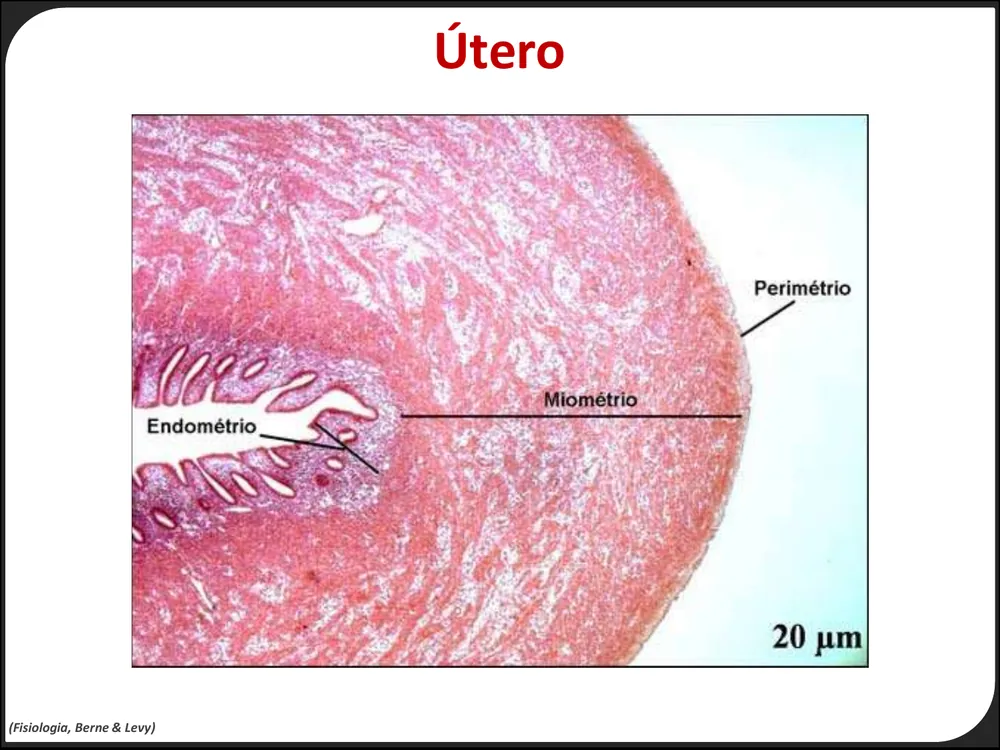 Útero
Perimétrio
Miométrio
Endométrio
20 µm
(Fisiologia, Berne & Levy)